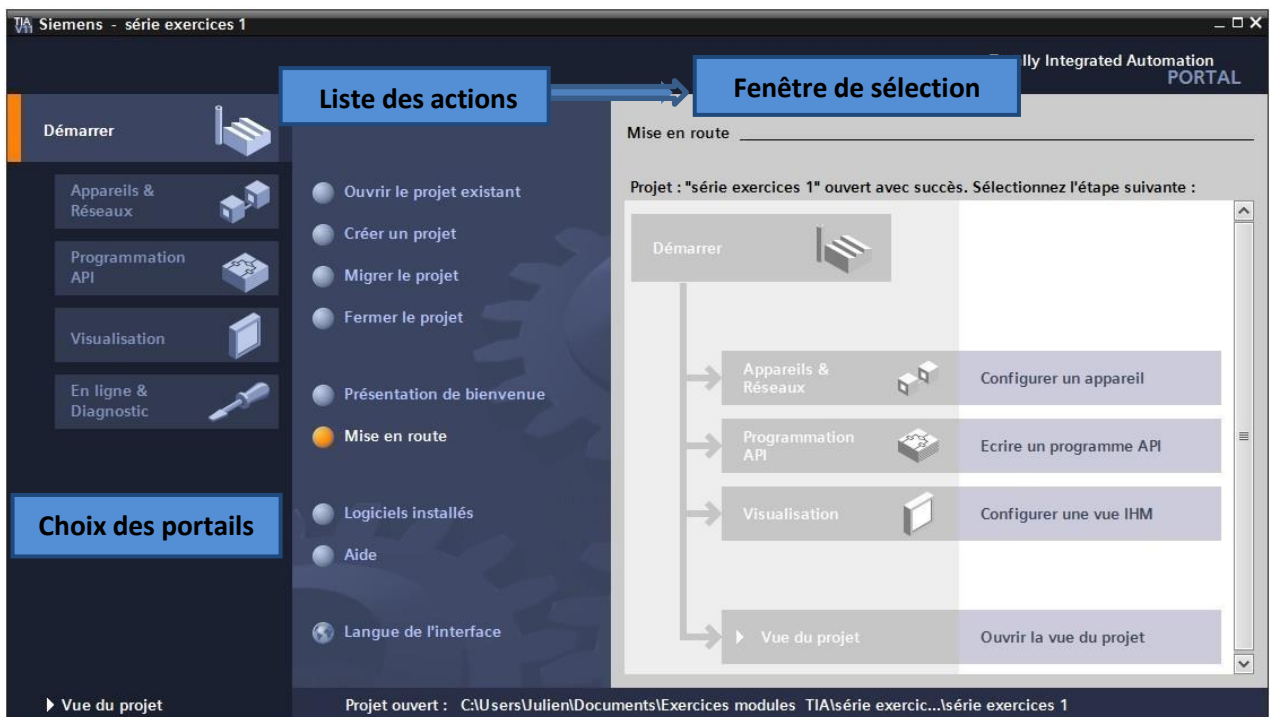 TIA V11 Siemens - série exercices 1
lly Integrated Automation
PORTAL
Liste des actions
Fenêtre de sélection
Démarrer
Appareils &
Réseaux
Programmation
API
Visualisation
En ligne &
Diagnostic
Choix des portails
Ouvrir le projet existant
Créer un projet
Migrer le projet
Fermer le projet
Présentation de bienvenue
Mise en route
Logiciels installés
Aide
Langue de l'interface
Mise en route
Projet : "série exercices 1" ouvert avec succès. Sélectionnez l'étape suivante :
Démarrer
Appareils &
Réseaux
Configurer un appareil
Programmation
API
Ecrire un programme API
Visualisation
Configurer une vue IHM
Vue du projet
Ouvrir la vue du projet
Vue du projet
Projet ouvert : C:\Users\Julien\Documents\Exercices modules TIA\série exercic...\série exercices 1